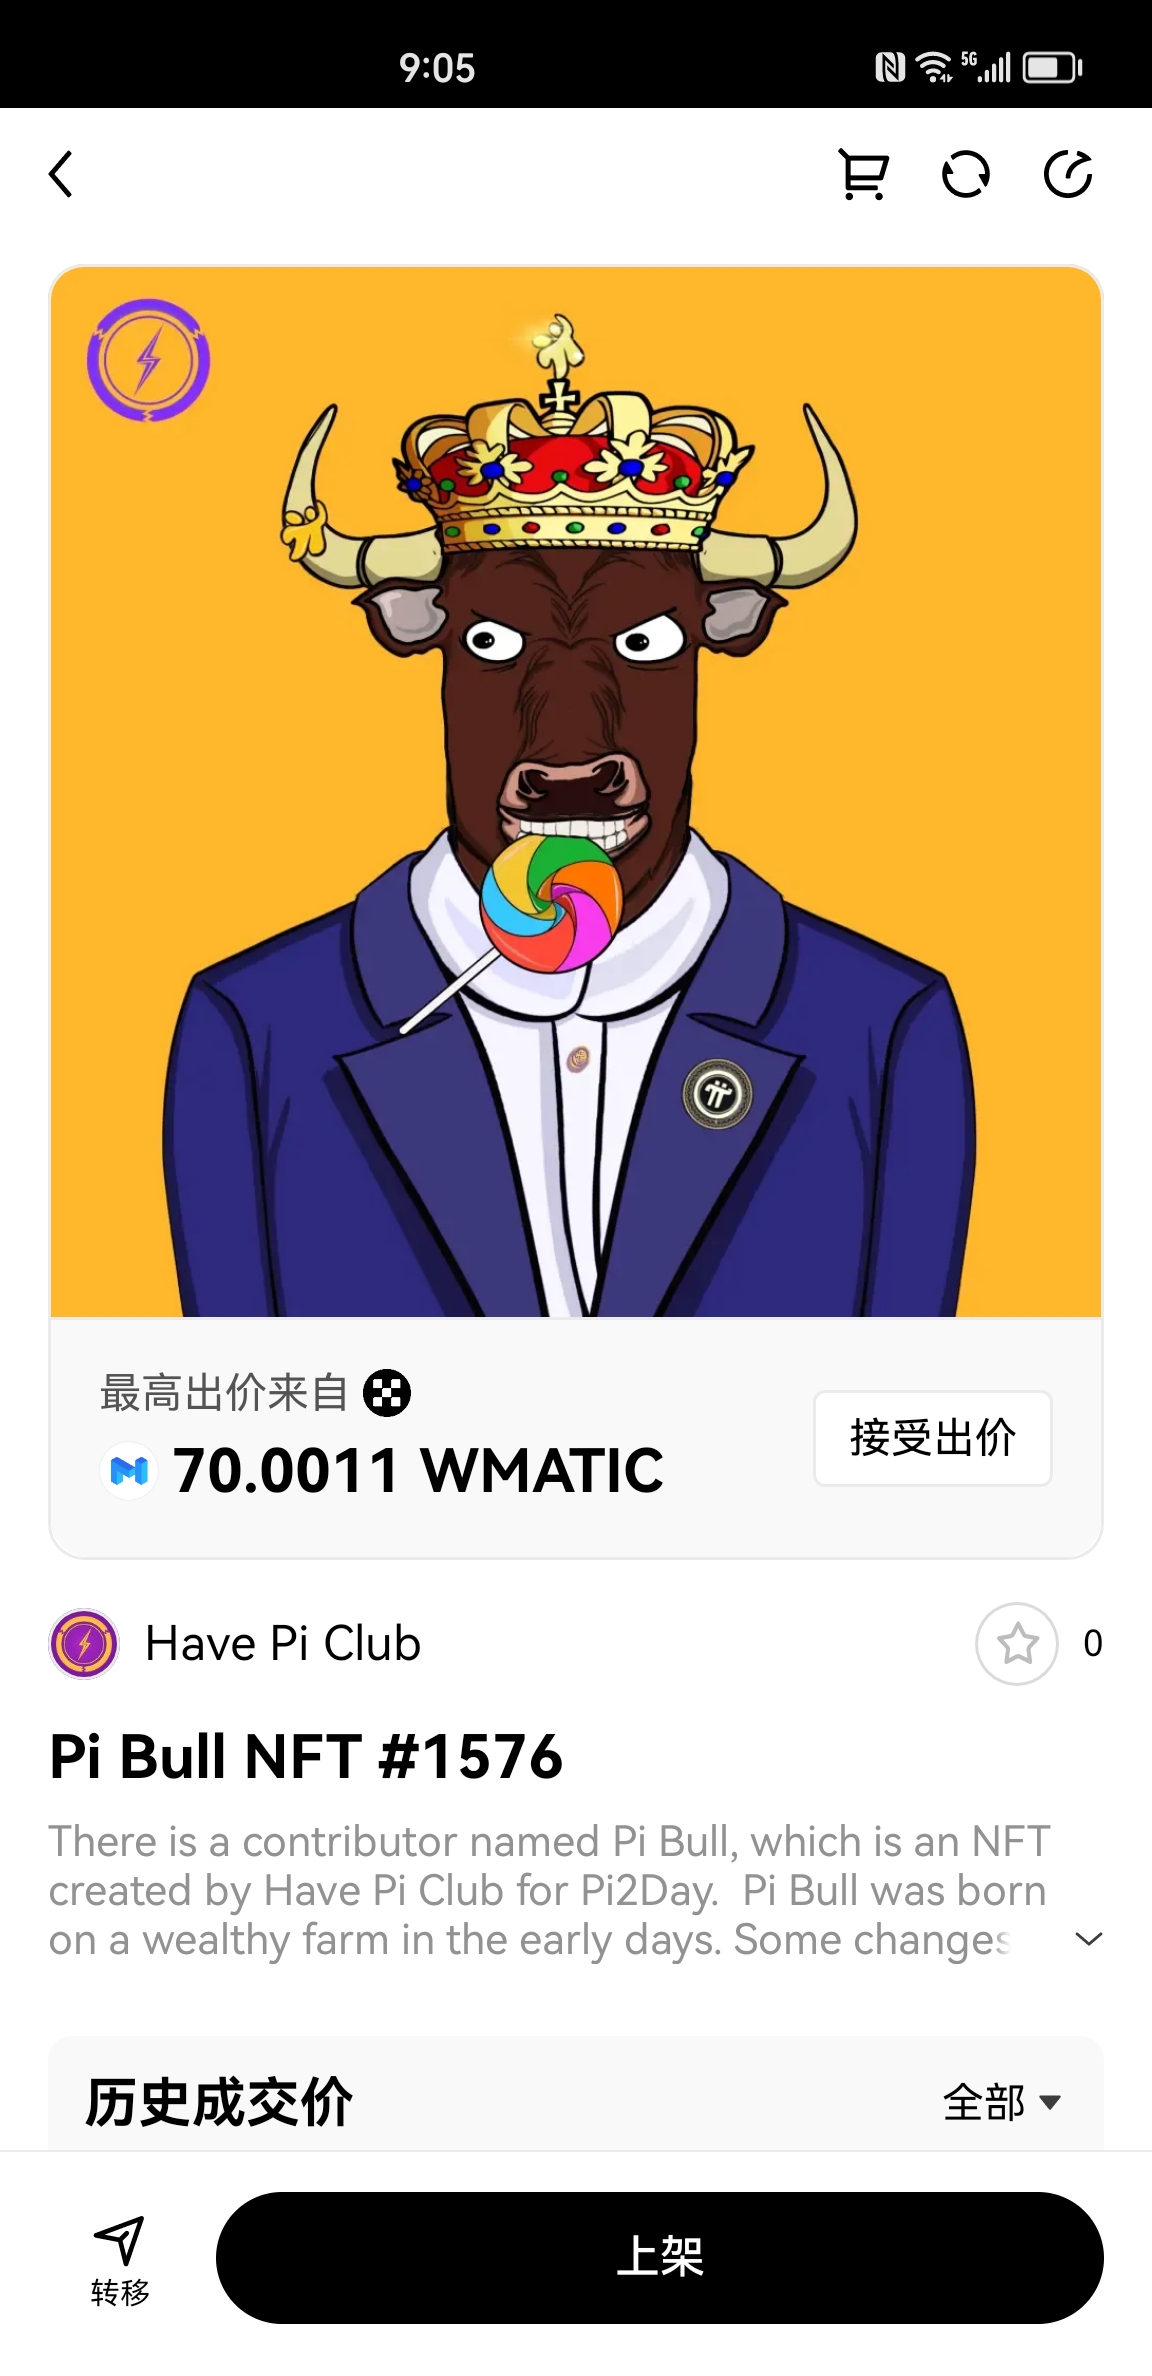 9:05
5G
最高出价来自
70.0011 WMATIC
接受出价
Have Pi Club
0
Pi Bull NFT #1576
There is a contributor named Pi Bull, which is an NFT
created by Have Pi Club for Pi2Day.  Pi Bull was born
on a wealthy farm in the early days. Some changes
历史成交价
全部
转移
上架